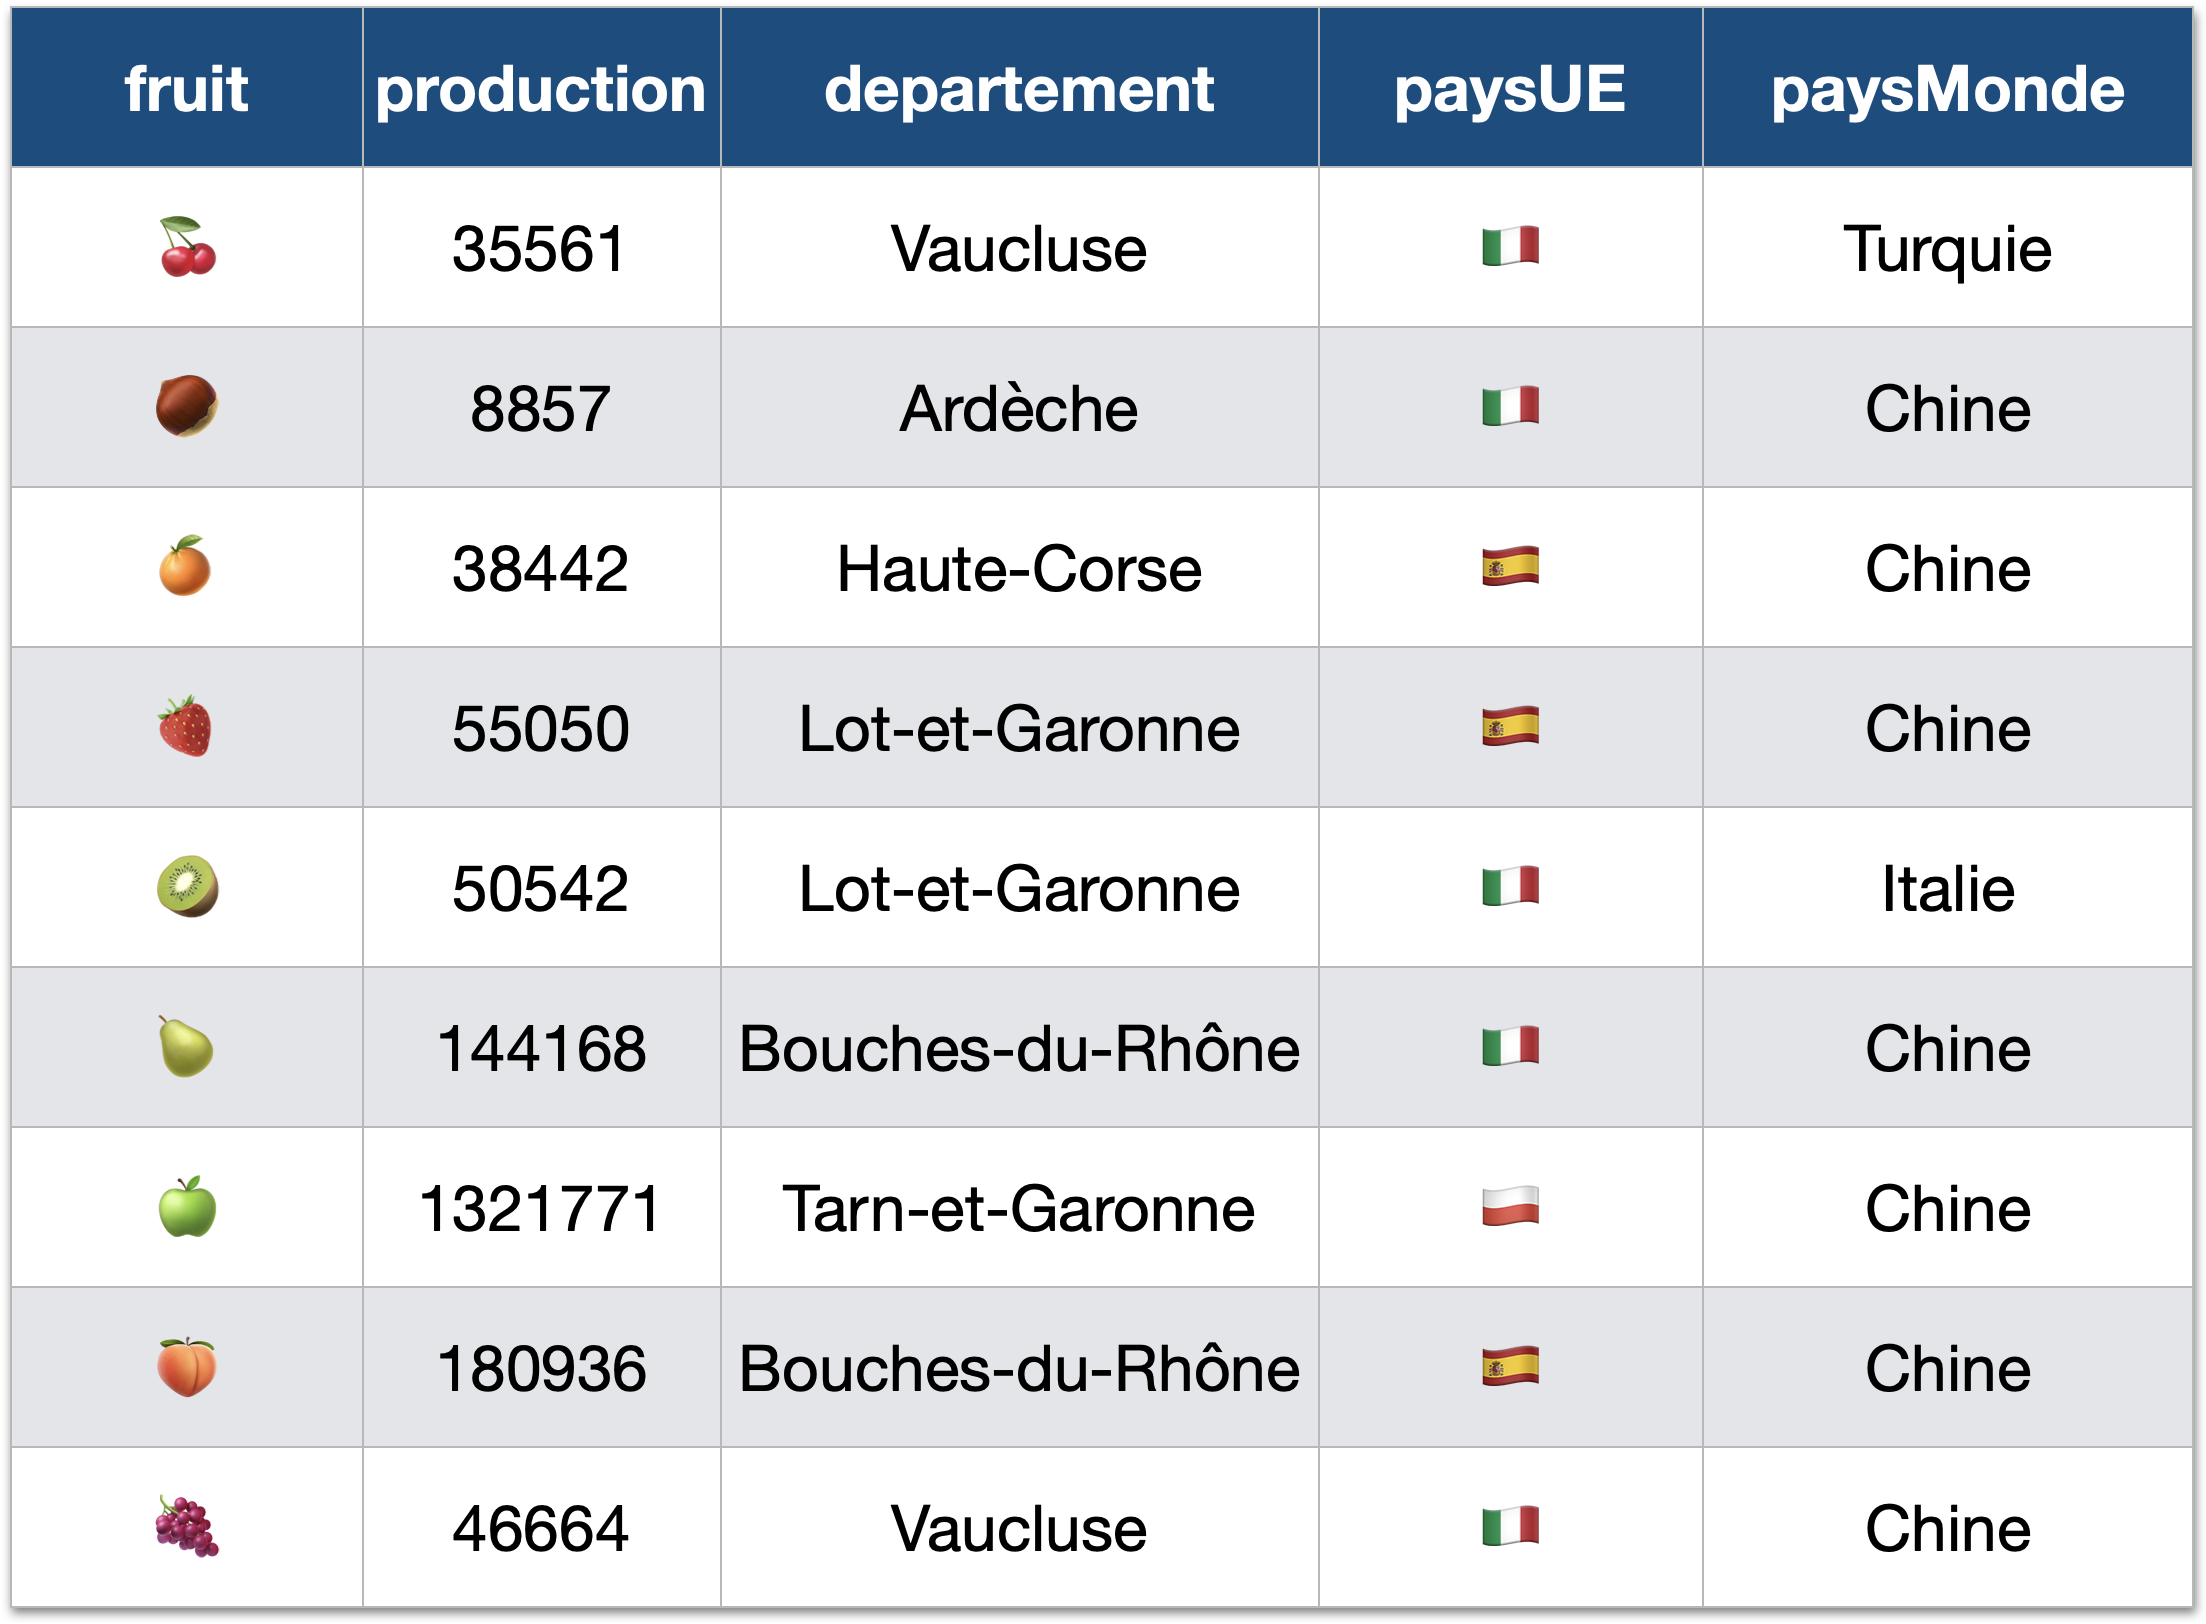 fruit production departement paysUE paysMonde
35561 Vaucluse Turquie
8857 Ardèche Chine
38442 Haute-Corse Chine
55050 Lot-et-Garonne Chine
50542 Lot-et-Garonne Italie
144168 Bouches-du-Rhône Chine
1321771 Tarn-et-Garonne Chine
180936 Bouches-du-Rhône Chine
46664 Vaucluse Chine